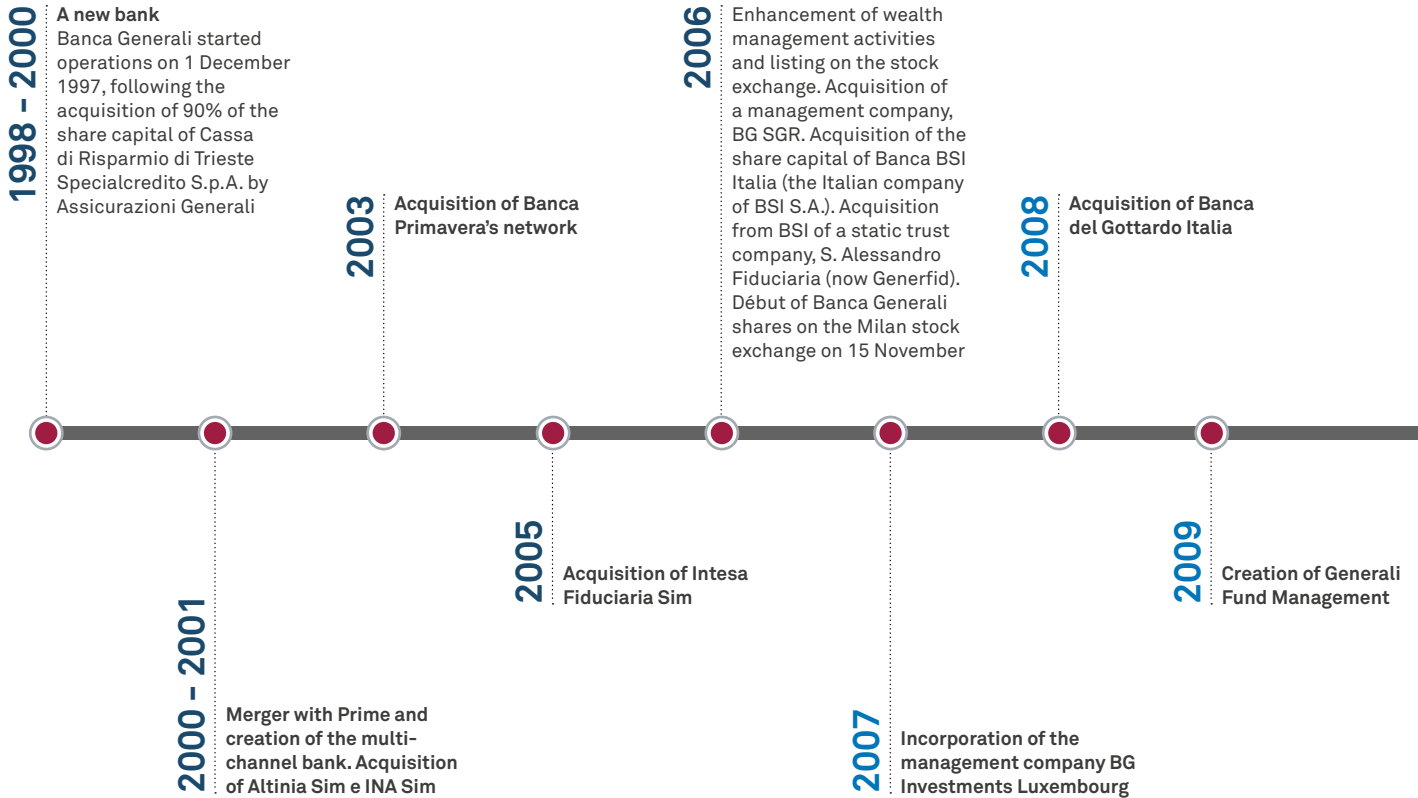 1998 – 2000
A new bank
Banca Generali started
operations on 1 December
1997, following the
acquisition of 90% of the
share capital of Cassa
di Risparmio di Trieste
Specialcredito S.p.A. by
Assicurazioni Generali
2000 – 2001
Merger with Prime and
creation of the multi-
channel bank. Acquisition
of Altinia Sim e INA Sim
2003
Acquisition of Banca
Primavera’s network
2005
Acquisition of Intesa
Fiduciaria Sim
2006
Enhancement of wealth
management activities
and listing on the stock
exchange. Acquisition of
a management company,
BG SGR. Acquisition of the
share capital of Banca BSI
Italia (the Italian company
of BSI S.A.). Acquisition
from BSI of a static trust
company, S. Alessandro
Fiduciaria (now Generfid).
Début of Banca Generali
shares on the Milan stock
exchange on 15 November
2007
Incorporation of the
management company BG
Investments Luxembourg
2008
Acquisition of Banca
del Gottardo Italia
2009
Creation of Generali
Fund Management